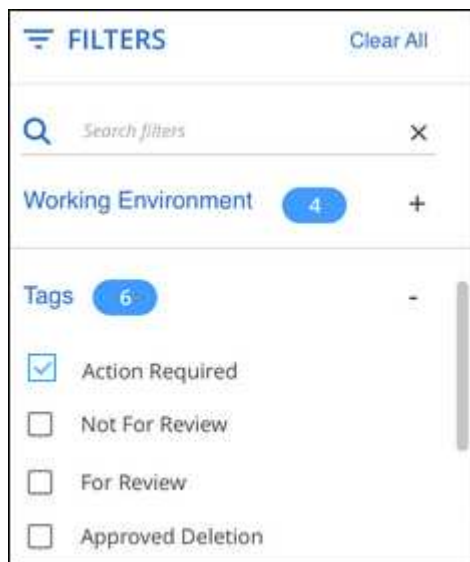 FILTERS Clear All
Search filters ×
Working Environment 4 +
Tags 6 -
Action Required
Not For Review
For Review
Approved Deletion